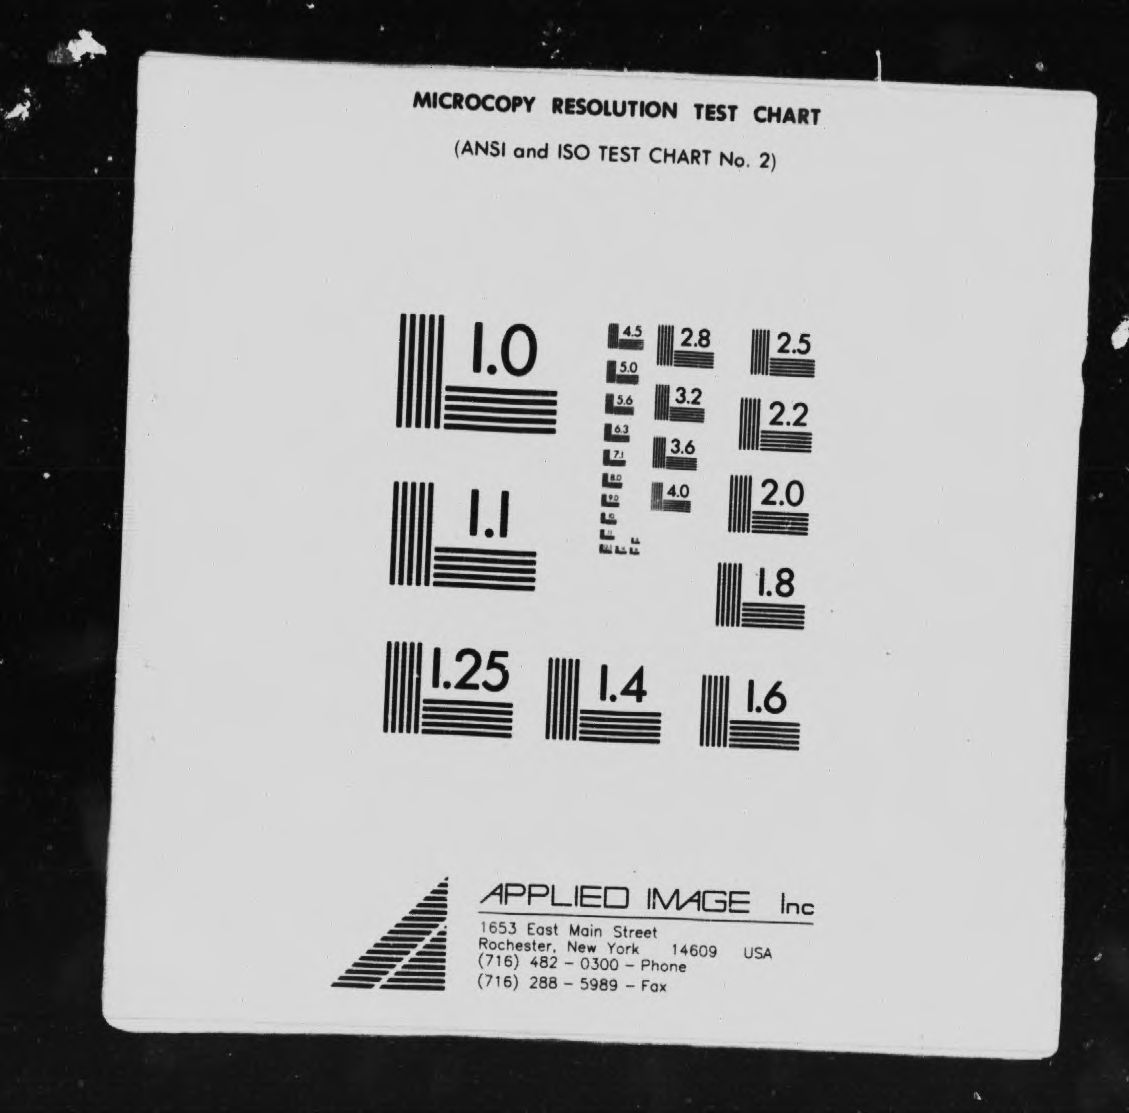 MICROCOPY RESOLUTION TEST CHART
(ANSI and ISO TEST CHART No. 2)
1.0
1.1
1.25
1.4
1.6
1.8
2.0
2.2
2.5
2.8
3.2
3.6
4.0
4.5
5.0
5.6
6.3
7.1
8.0
9.0
APPLIED IMAGE Inc
1653 East Main Street
Rochester, New York 14609 USA
(716) 482 - 0300 - Phone
(716) 288 - 5989 - Fax